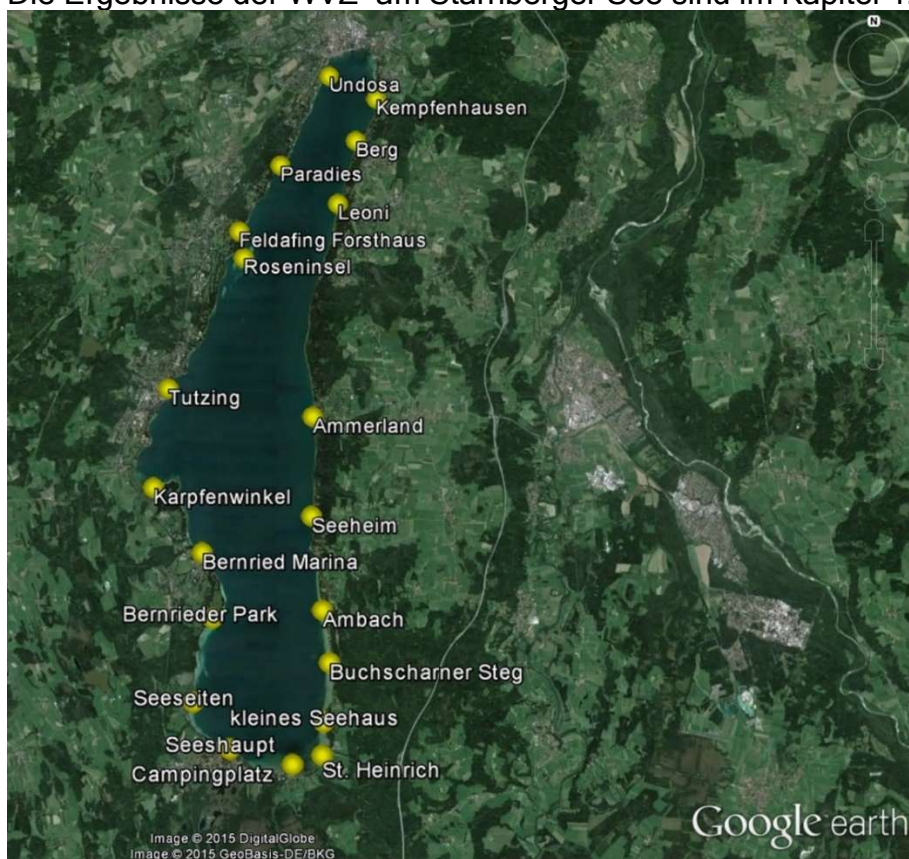 Die Ergebnisse der WVZ am Starnberger See sind im Kapitel
N
Undosa
Kempfenhausen
Berg
Paradies
Leoni
Feldafing Forsthaus
Roseninsel
Tutzing
Ammerland
Karpfenwinkel
Seeheim
Bernried Marina
Bernrieder Park
Ambach
Buchscharner Steg
Seeseiten
kleines Seehaus
Seeshaupt
St. Heinrich
Campingplatz
Google earth
Image © 2015 DigitalGlobe
Image © 2015 GeoBasis-DE/BKG